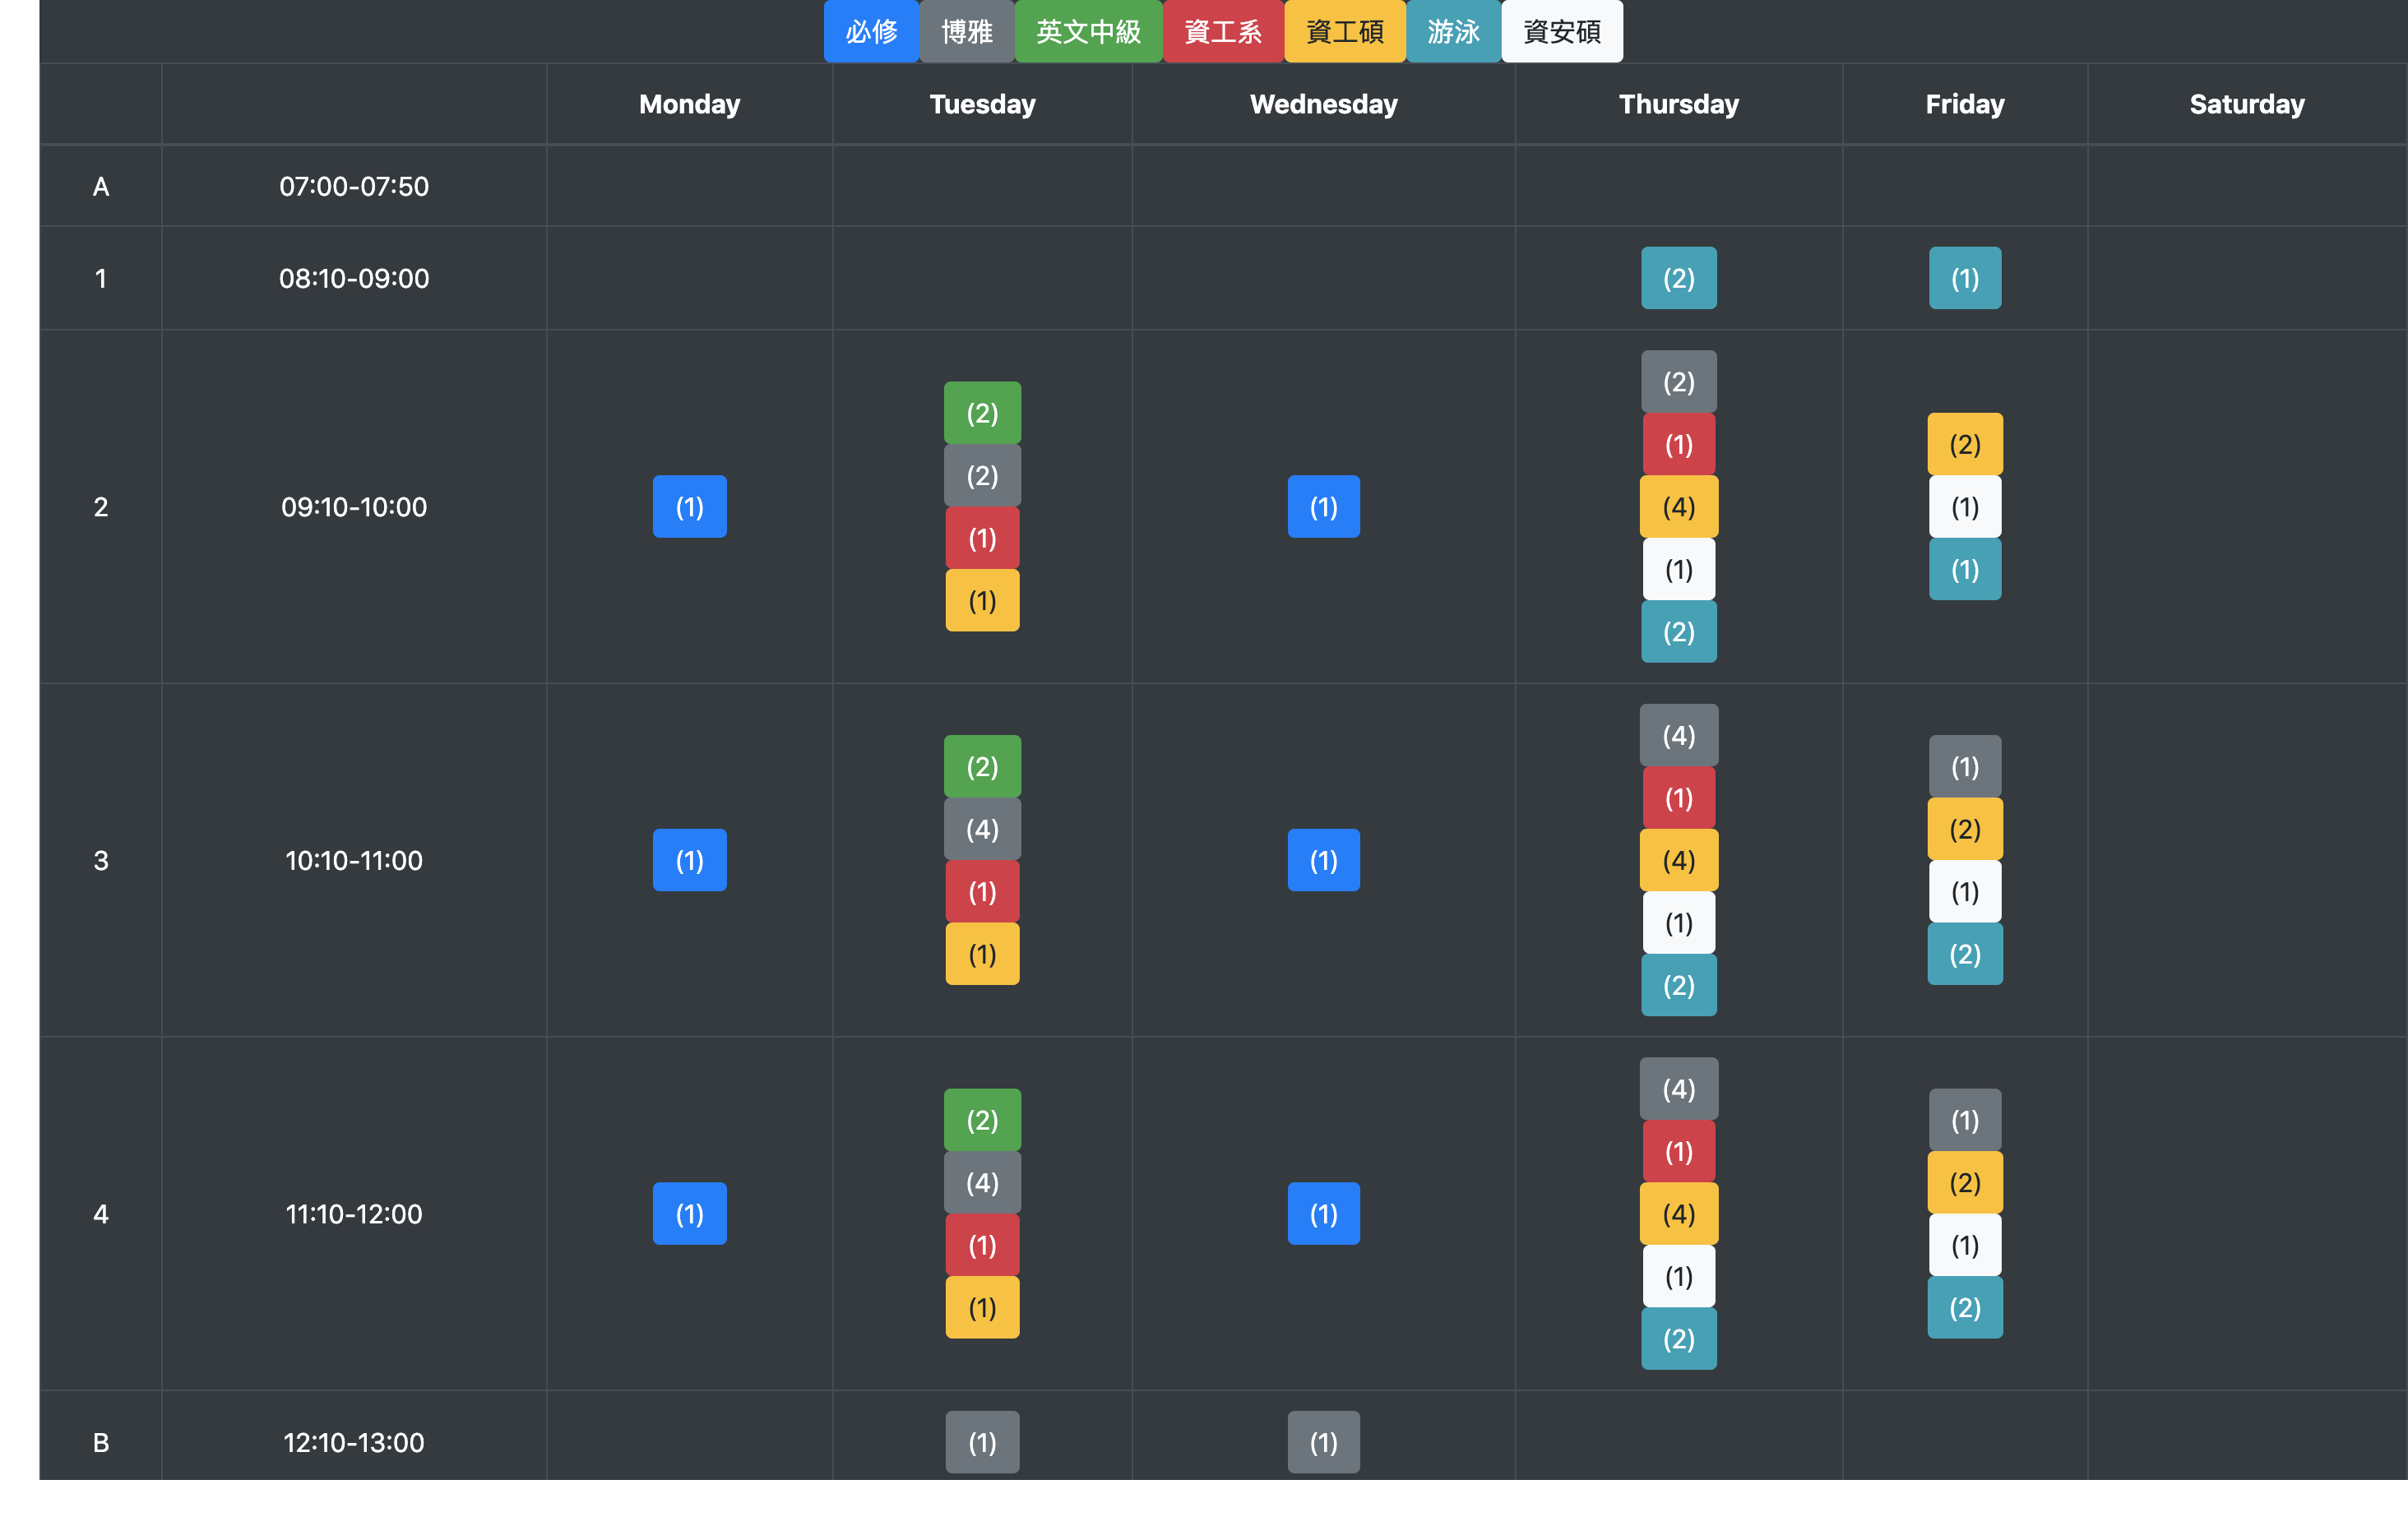 必修 博雅 英文中級 資工系 資工碩 游泳 資安碩
Monday Tuesday Wednesday Thursday Friday Saturday
A 07:00-07:50
1 08:10-09:00 (2) (1)
2 09:10-10:00 (1) (2) (2) (1) (1) (1) (2) (1) (4) (1) (2) (2) (1) (1)
3 10:10-11:00 (1) (2) (4) (1) (1) (1) (4) (1) (4) (1) (2) (1) (2) (1) (2)
4 11:10-12:00 (1) (2) (4) (1) (1) (1) (4) (1) (4) (1) (2) (1) (2) (1) (2)
B 12:10-13:00 (1) (1)